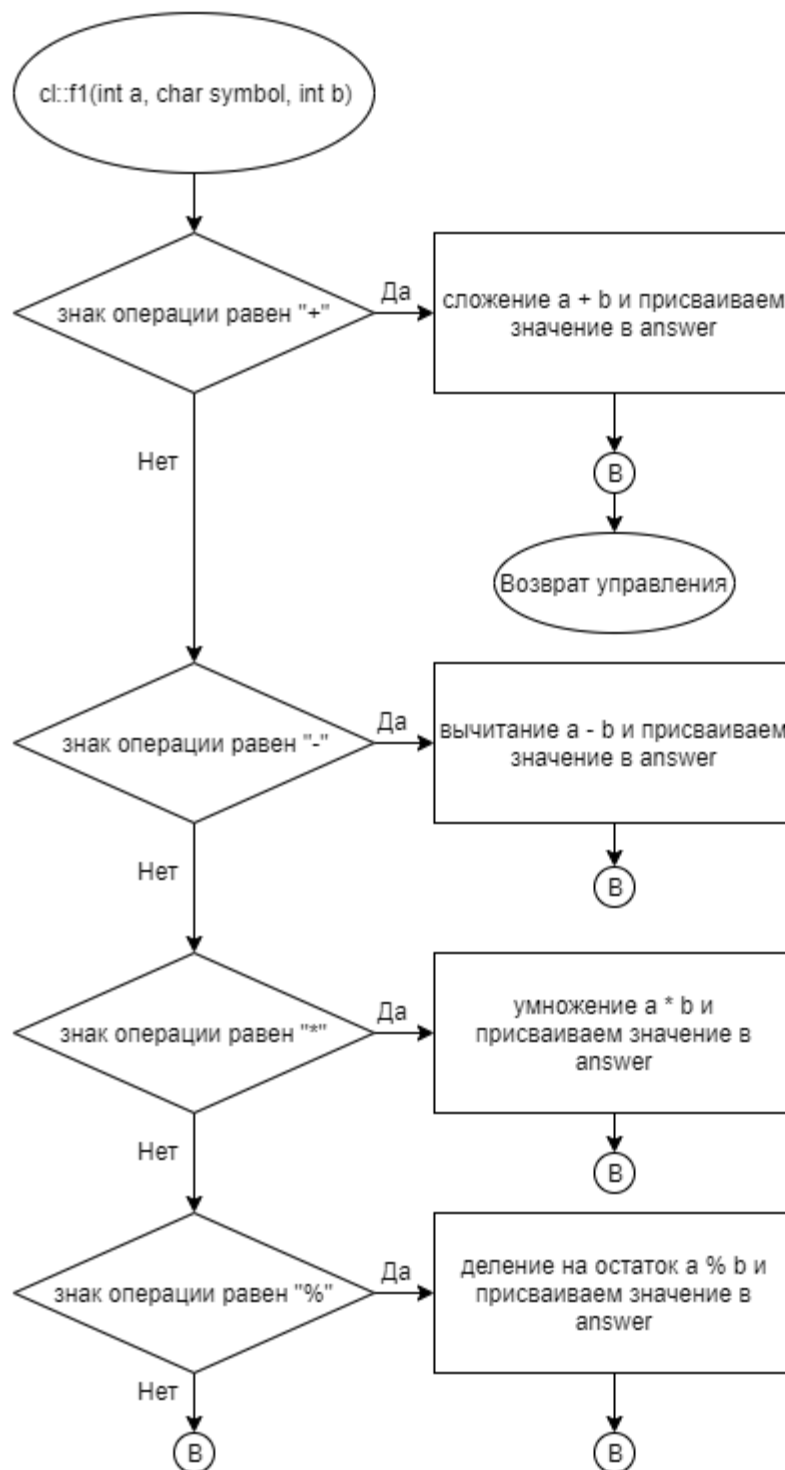 cl::f1(int a, char symbol, int b)
знак операции равен "+"
Да
сложение a + b и присваиваем
значение в answer
Нет
B
Возврат управления
знак операции равен "-"
Да
вычитание a - b и присваиваем
значение в answer
Нет
B
знак операции равен "*"
Да
умножение a * b и
присваиваем значение в
answer
Нет
B
знак операции равен "%"
Да
деление на остаток a % b и
присваиваем значение в
answer
Нет
B
B